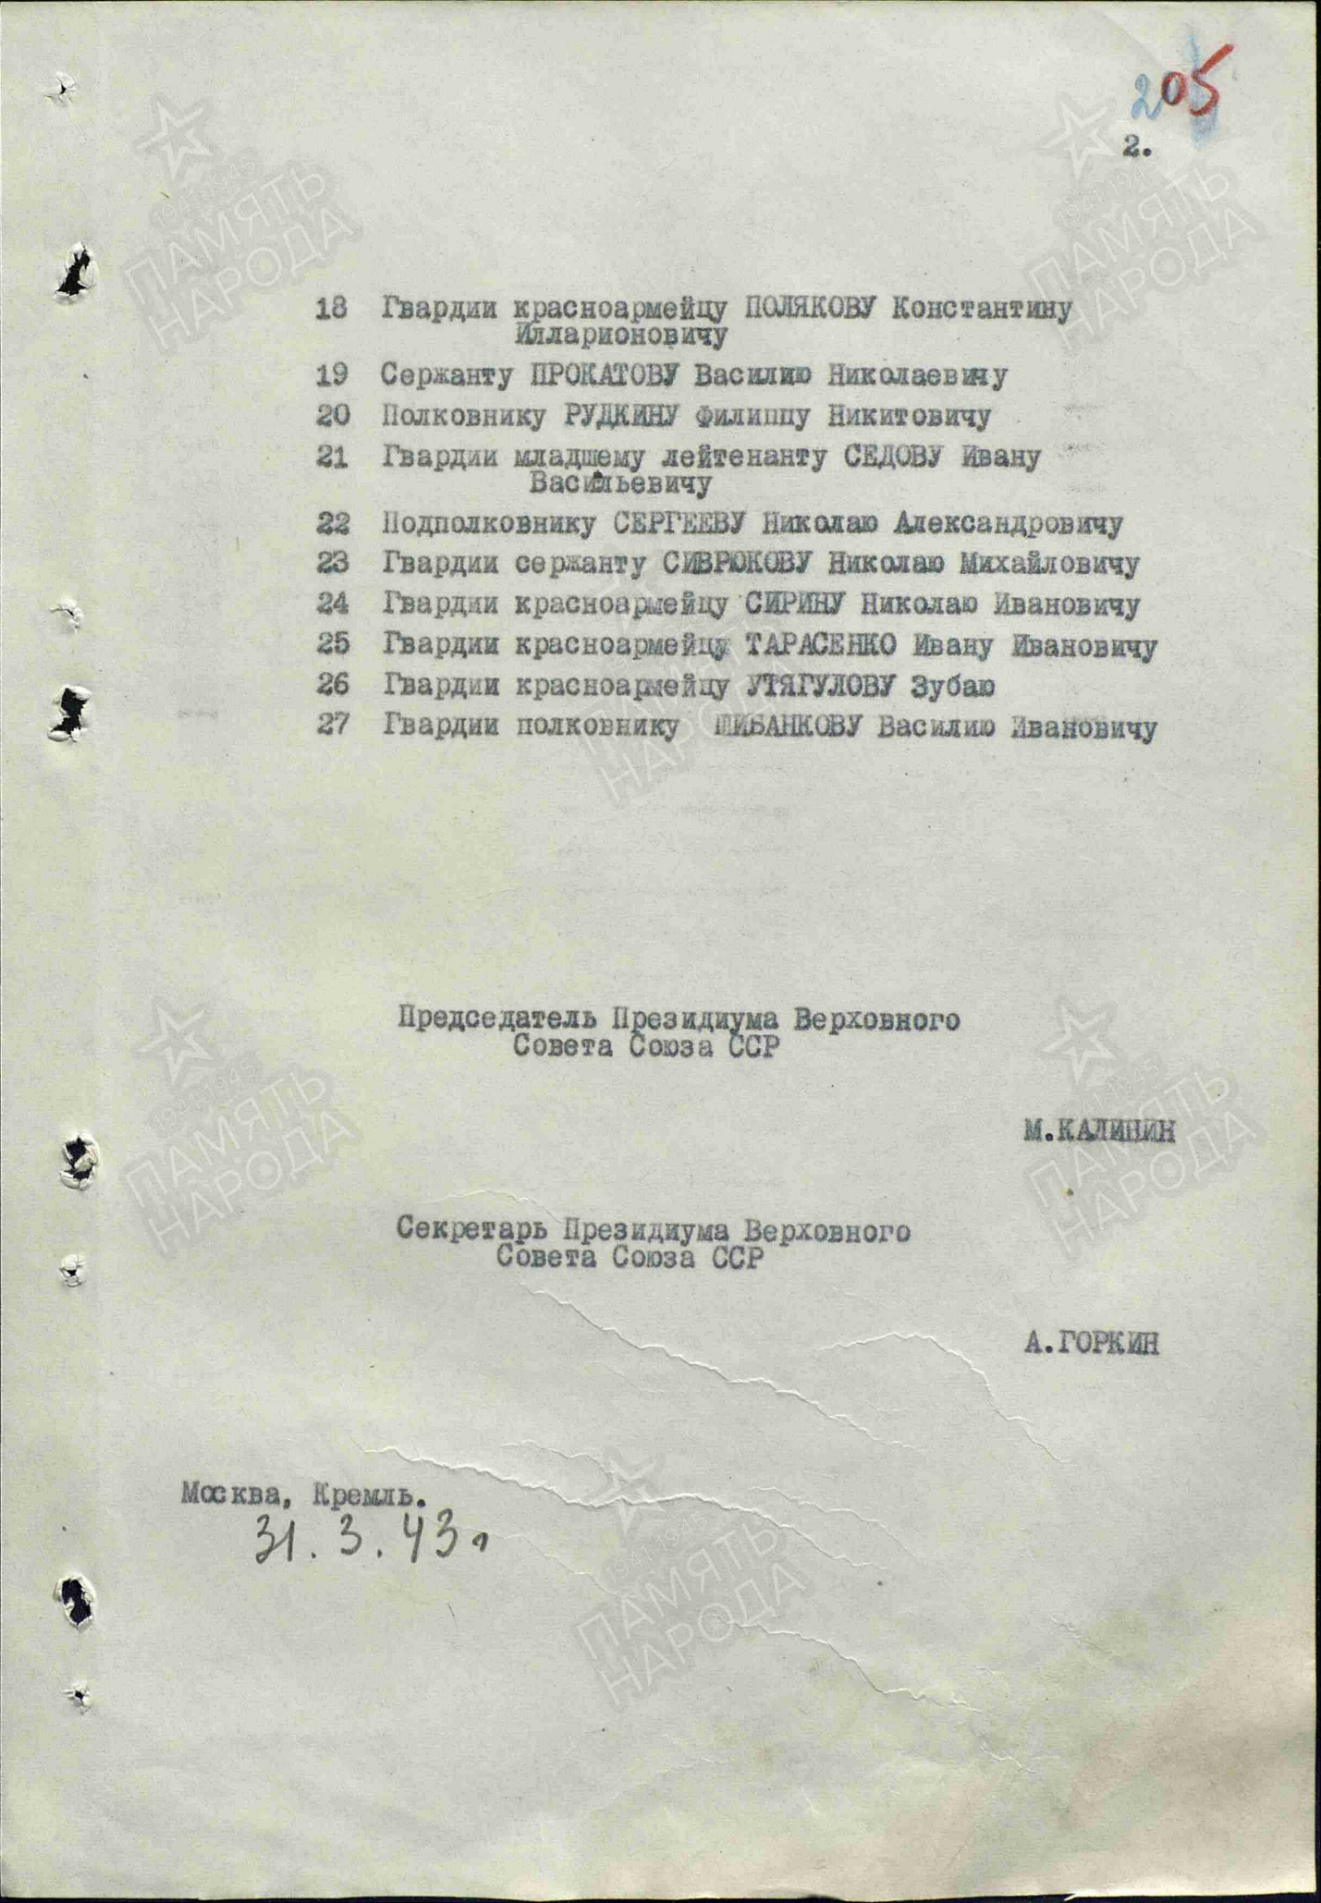 205
2.
18 Гвардии красноармейцу ПОЛЯКОВУ Константину
Илларионовичу
19 Сержанту ПРОКАТОВУ Василию Николаевичу
20 Полковнику РУДКИНУ Филиппу Никитовичу
21 Гвардии младшему лейтенанту СЕДОВУ Ивану
Васильевичу
22 Подполковнику СЕРГЕЕВУ Николаю Александровичу
23 Гвардии сержанту СИВРЮКОВУ Николаю Михайловичу
24 Гвардии красноармейцу СИРИНУ Николаю Ивановичу
25 Гвардии красноармейцу ТАРАСЕНКО Ивану Ивановичу
26 Гвардии красноармейцу УТЯГУЛОВУ Зубаю
27 Гвардии полковнику ШИБАНКОВУ Василию Ивановичу
Председатель Президиума Верховного
Совета Союза ССР
М.КАЛИНИН
Секретарь Президиума Верховного
Совета Союза ССР
А.ГОРКИН
Москва, Кремль.
31.3.43г
ПАМЯТЬ
НАРОДА